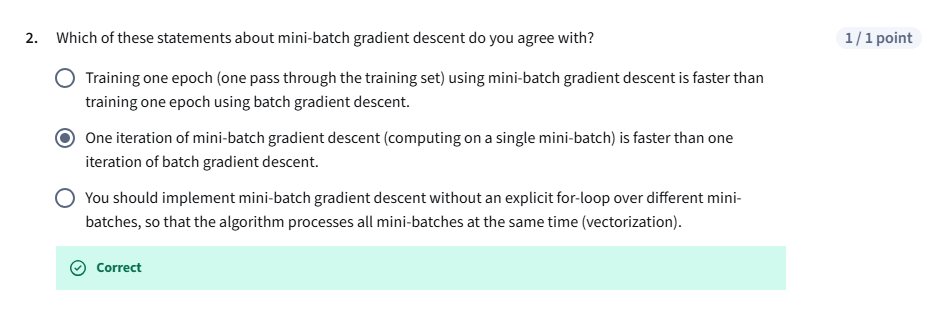 2. Which of these statements about mini-batch gradient descent do you agree with? 1 / 1 point
Training one epoch (one pass through the training set) using mini-batch gradient descent is faster than
training one epoch using batch gradient descent.
One iteration of mini-batch gradient descent (computing on a single mini-batch) is faster than one
iteration of batch gradient descent.
You should implement mini-batch gradient descent without an explicit for-loop over different mini-
batches, so that the algorithm processes all mini-batches at the same time (vectorization).
Correct